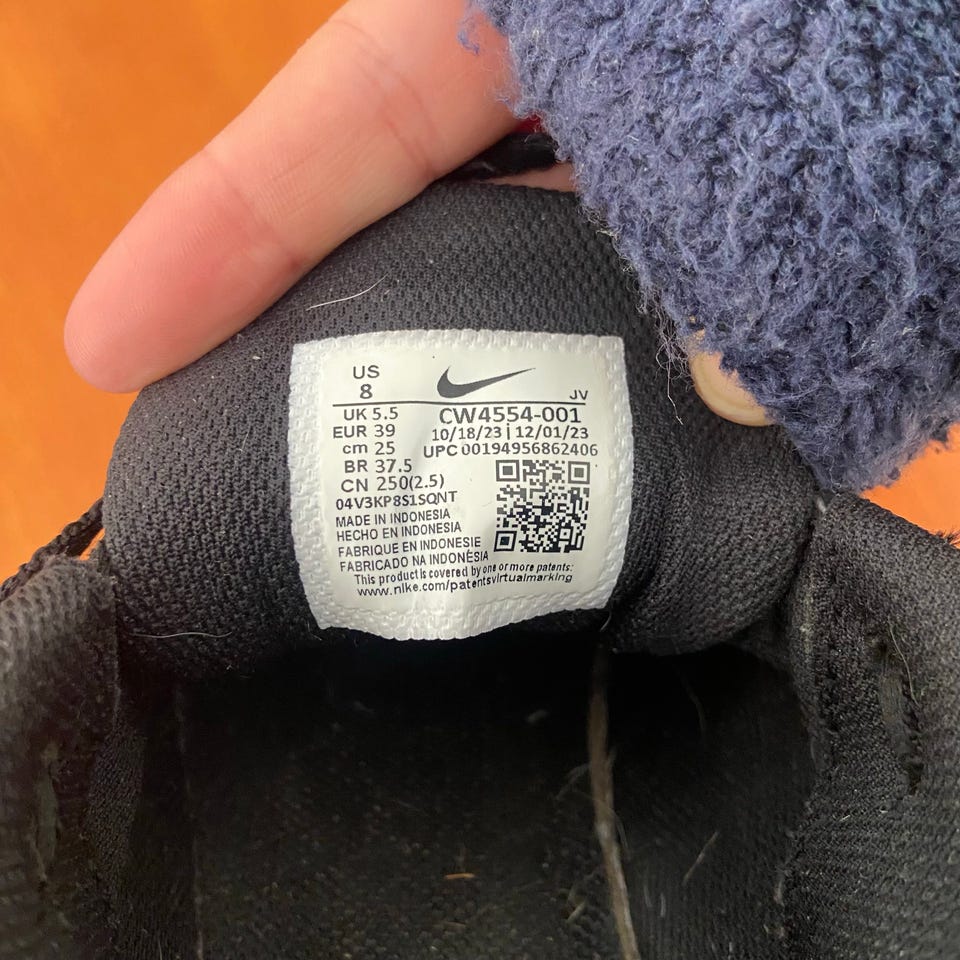 US
8
JV
UK 5.5
CW4554-001
EUR 39
10/18/23 | 12/01/23
cm 25
UPC 00194956862406
BR 37.5
CN 250(2.5)
04V3KP8S1SQNT
MADE IN INDONESIA
HECHO EN INDONESIA
FABRIQUE EN INDONESIE
FABRICADO NA INDONÉSIA
This product is covered by one or more patents:
www.nike.com/patentsvirtualmarking